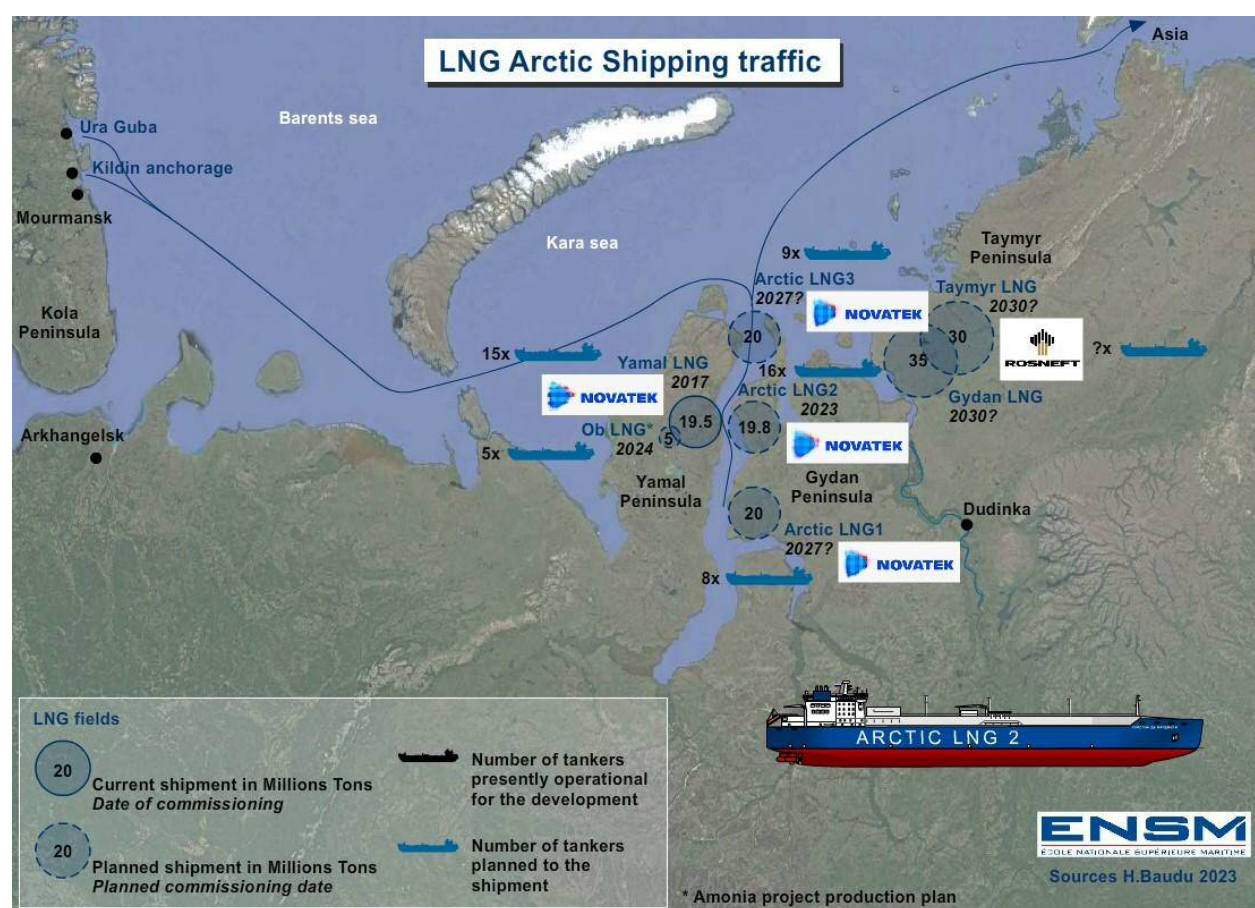 LNG Arctic Shipping traffic
Asia
Barents sea
Ura Guba
Kildin anchorage
Mourmansk
Kara sea
Kola
Peninsula
Arkhangelsk
Taymyr
Peninsula
9x
Arctic LNG3
2027?
20
NOVATEK
Taymyr LNG
2030?
30
ROSNEFT
?x
35
Gydan LNG
2030?
15x
Yamal LNG
2017
19.5
NOVATEK
16x
Arctic LNG2
2023
19.8
NOVATEK
Ob LNG*
2024
5
5x
Yamal
Peninsula
Gydan
Peninsula
Dudinka
20
Arctic LNG1
2027?
NOVATEK
8x
LNG fields
20
Current shipment in Millions Tons
Date of commissioning
20
Planned shipment in Millions Tons
Planned commissioning date
Number of tankers
presently operational
for the development
Number of tankers
planned to the
shipment
ARCTIC LNG 2
ENSM
ÉCOLE NATIONALE SUPÉRIEURE MARITIME
Sources H.Baudu 2023
* Amonia project production plan